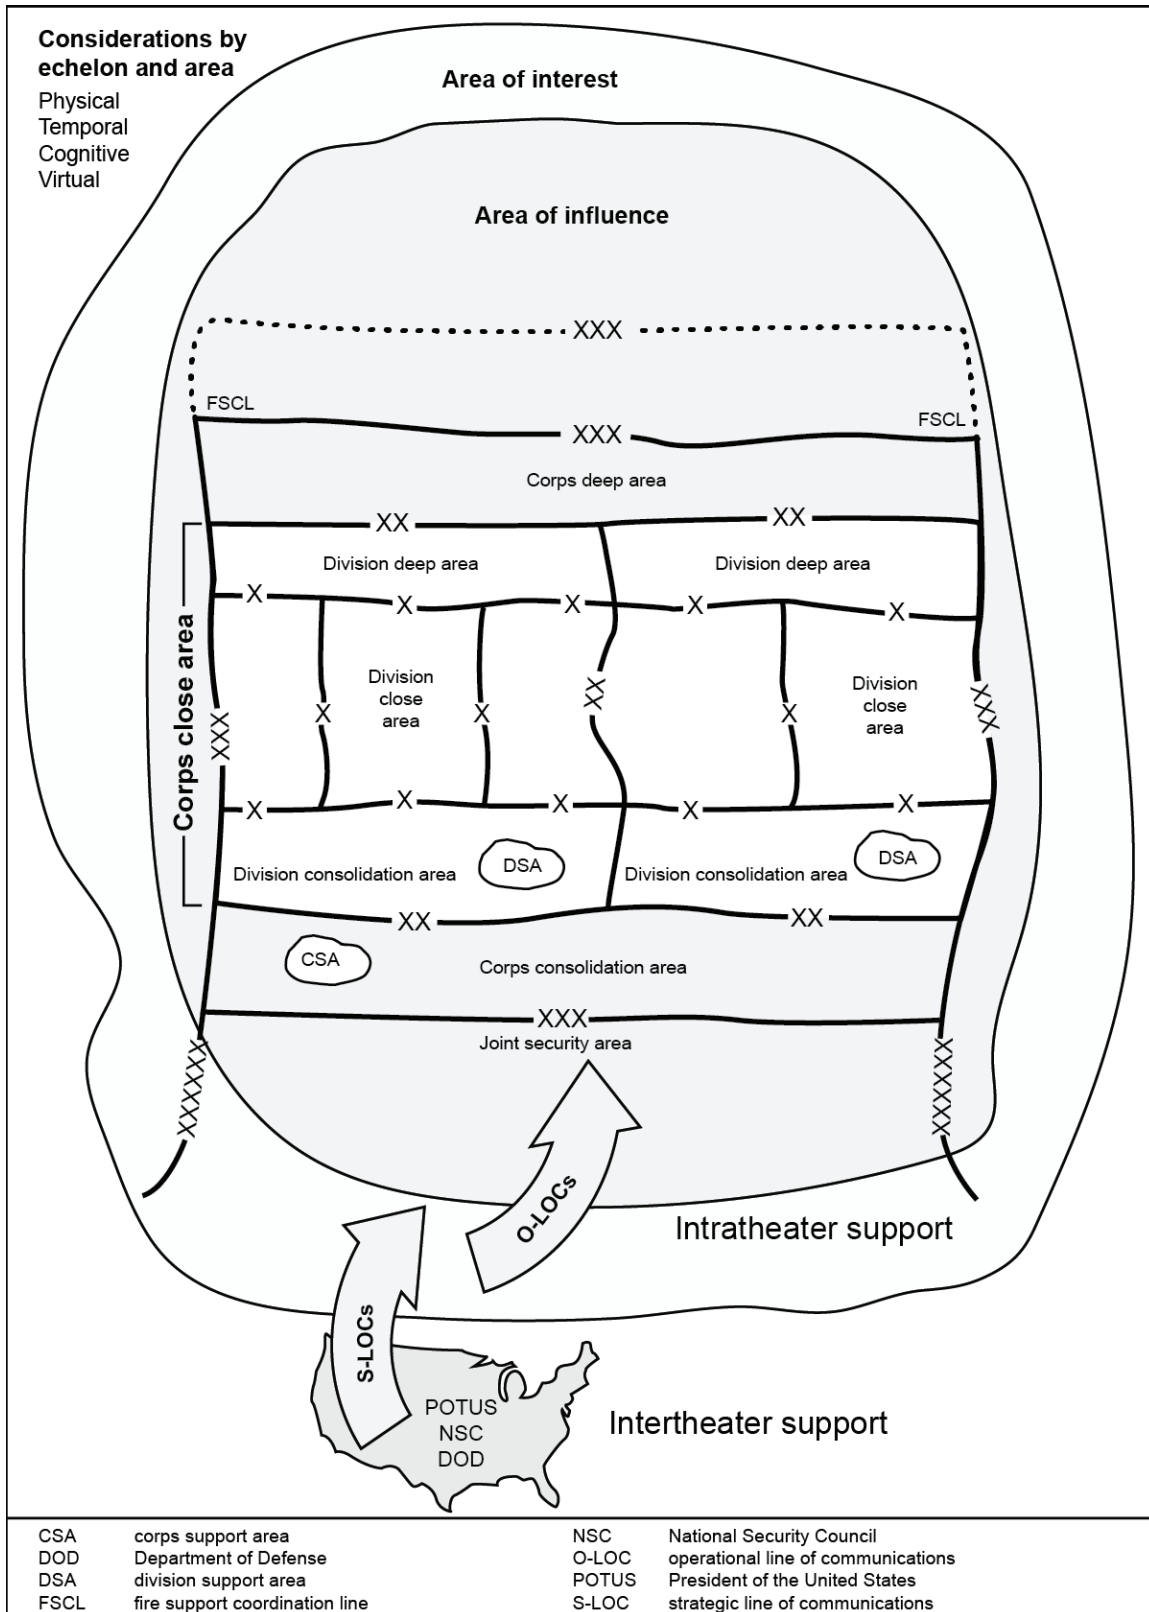 Considerations by
echelon and area
Physical
Temporal
Cognitive
Virtual
Area of interest
Area of influence
XXX
FSCL
FSCL
XXX
Corps deep area
XX
XX
Division deep area
Division deep area
X
X
X
X
X
Corps close area
Division
close
area
Division
close
area
XXX
X
X
XX
X
XXX
X
X
X
X
X
DSA
DSA
Division consolidation area
Division consolidation area
XX
XX
CSA
Corps consolidation area
XXX
Joint security area
XXXXX
XXXXX
O-LOCs
Intratheater support
S-LOCs
POTUS
NSC
DOD
Intertheater support
CSA corps support area
DOD Department of Defense
DSA division support area
FSCL fire support coordination line
NSC National Security Council
O-LOC operational line of communications
POTUS President of the United States
S-LOC strategic line of communications